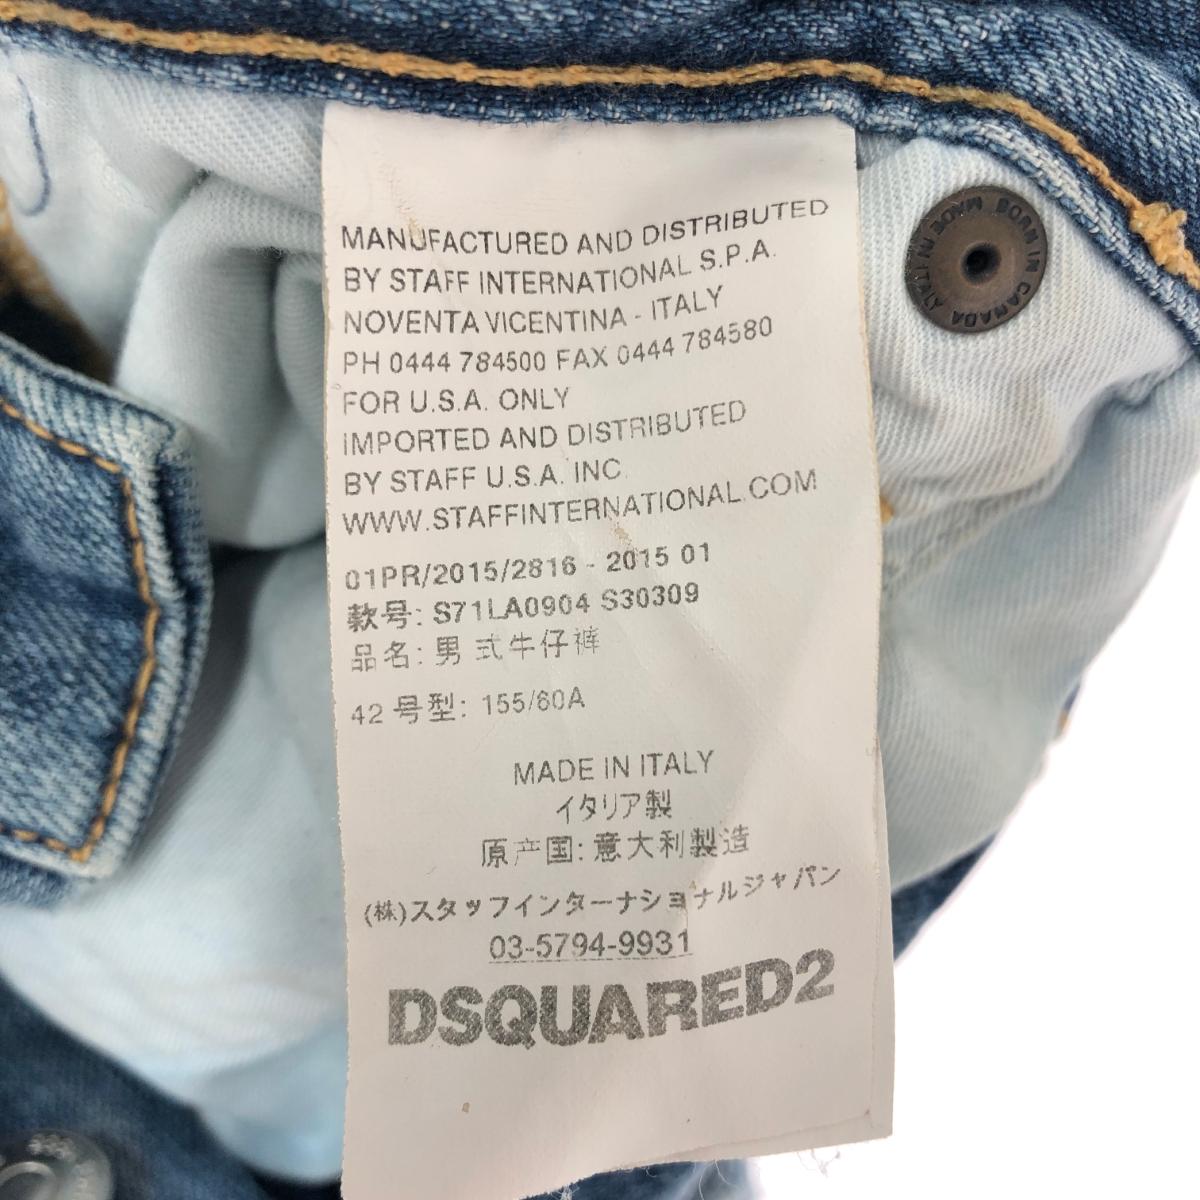 MANUFACTURED AND DISTRIBUTED
BY STAFF INTERNATIONAL S.P.A.
NOVENTA VICENTINA - ITALY
PH 0444 784500 FAX 0444 784580
FOR U.S.A. ONLY
IMPORTED AND DISTRIBUTED
BY STAFF U.S.A. INC.
WWW.STAFFINTERNATIONAL.COM
01PR/2015/2816 - 2015 01
款号: S71LA0904 S30309
品名: 男式牛仔裤
42 号型: 155/60A
MADE IN ITALY
イタリア製
原产国: 意大利製造
(株)スタッフインターナショナルジャパン
03-5794-9931
DSQUARED2
BORN IN CANADA
MADE IN ITALY